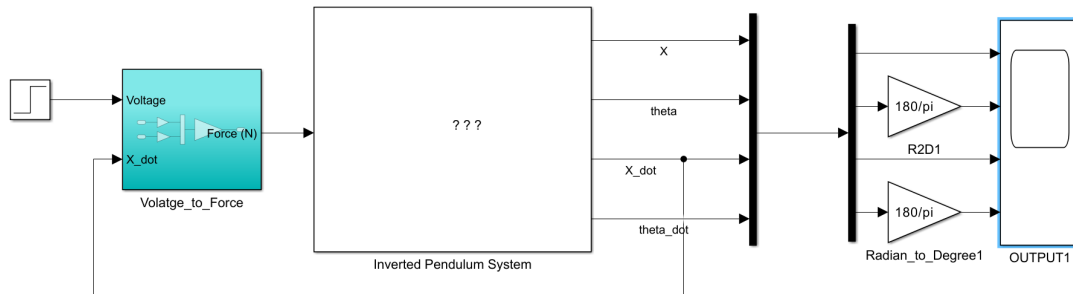 Voltage
X_dot
Force (N)
Volatge_to_Force
? ? ?
Inverted Pendulum System
X
theta
X_dot
theta_dot
180/pi
R2D1
180/pi
Radian_to_Degree1
OUTPUT1